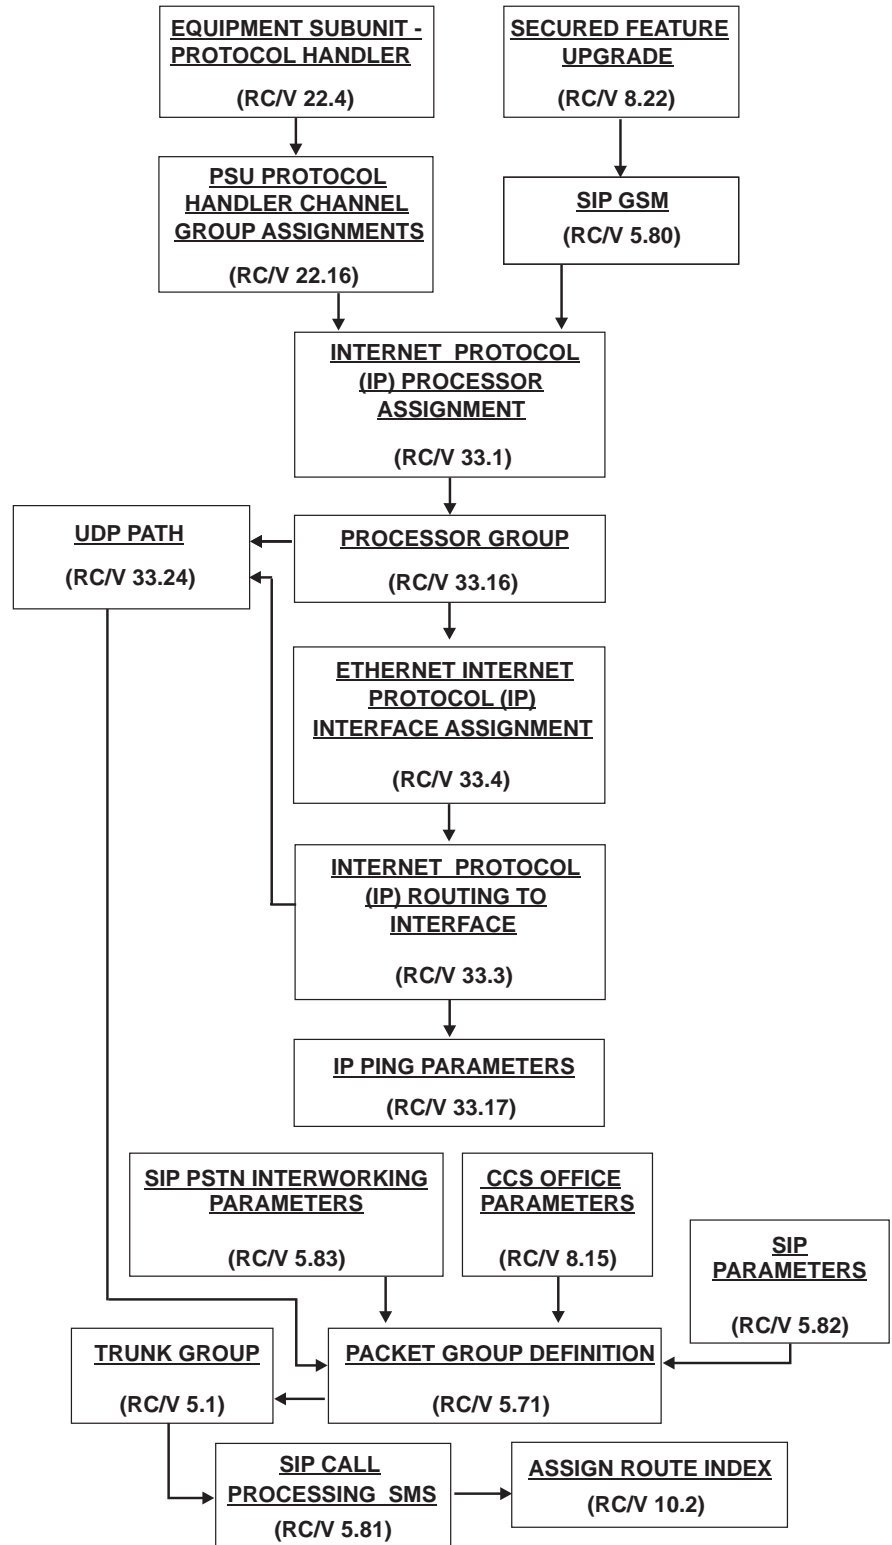 EQUIPMENT SUBUNIT -
PROTOCOL HANDLER
(RC/V 22.4)
SECURED FEATURE
UPGRADE
(RC/V 8.22)
PSU PROTOCOL
HANDLER CHANNEL
GROUP ASSIGNMENTS
(RC/V 22.16)
SIP GSM
(RC/V 5.80)
INTERNET PROTOCOL
(IP) PROCESSOR
ASSIGNMENT
(RC/V 33.1)
UDP PATH
(RC/V 33.24)
PROCESSOR GROUP
(RC/V 33.16)
ETHERNET INTERNET
PROTOCOL (IP)
INTERFACE ASSIGNMENT
(RC/V 33.4)
INTERNET PROTOCOL
(IP) ROUTING TO
INTERFACE
(RC/V 33.3)
IP PING PARAMETERS
(RC/V 33.17)
SIP PSTN INTERWORKING
PARAMETERS
(RC/V 5.83)
CCS OFFICE
PARAMETERS
(RC/V 8.15)
SIP
PARAMETERS
(RC/V 5.82)
TRUNK GROUP
(RC/V 5.1)
PACKET GROUP DEFINITION
(RC/V 5.71)
SIP CALL
PROCESSING SMS
(RC/V 5.81)
ASSIGN ROUTE INDEX
(RC/V 10.2)